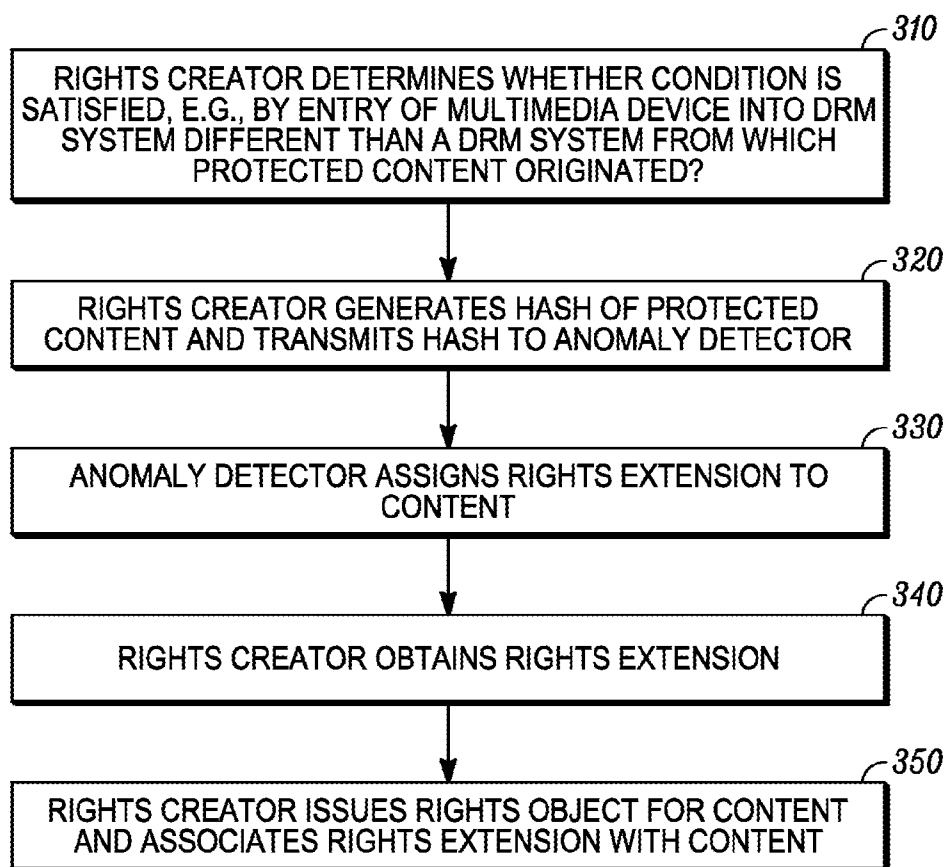 310
RIGHTS CREATOR DETERMINES WHETHER CONDITION IS
SATISFIED, E.G., BY ENTRY OF MULTIMEDIA DEVICE INTO DRM
SYSTEM DIFFERENT THAN A DRM SYSTEM FROM WHICH
PROTECTED CONTENT ORIGINATED?
320
RIGHTS CREATOR GENERATES HASH OF PROTECTED
CONTENT AND TRANSMITS HASH TO ANOMALY DETECTOR
330
ANOMALY DETECTOR ASSIGNS RIGHTS EXTENSION TO
CONTENT
340
RIGHTS CREATOR OBTAINS RIGHTS EXTENSION
350
RIGHTS CREATOR ISSUES RIGHTS OBJECT FOR CONTENT
AND ASSOCIATES RIGHTS EXTENSION WITH CONTENT